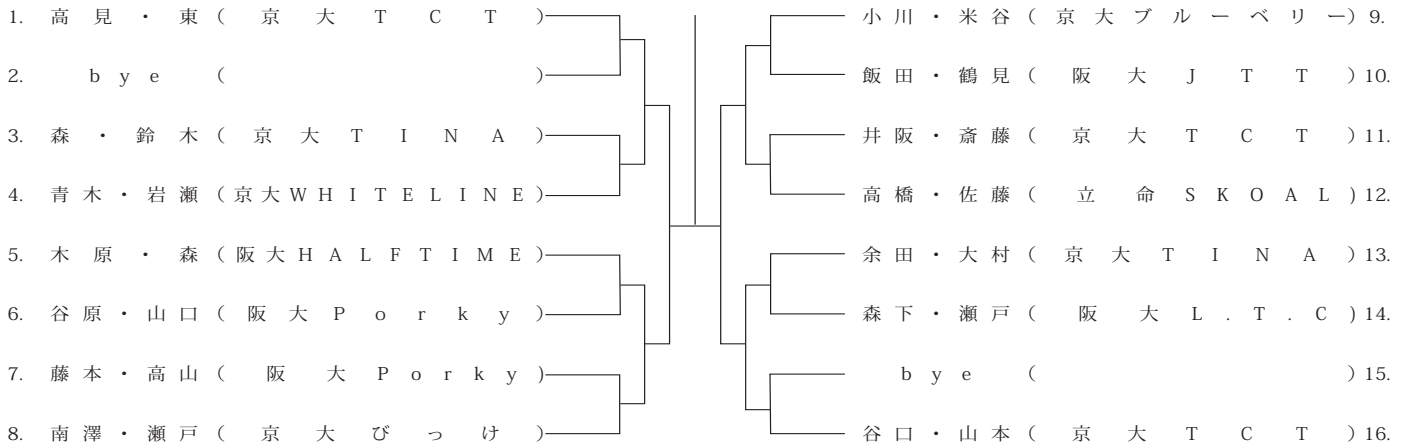 1. 高見・東(京大TCT)
2. bye ( )
3. 森・鈴木(京大TINA)
4. 青木・岩瀬(京大WHITELINE)
5. 木原・森(阪大HALFTIME)
6. 谷原・山口(阪大Porky)
7. 藤本・高山(阪大Porky)
8. 南澤・瀬戸(京大びっけ)
小川・米谷(京大ブルーベリー)9.
飯田・鶴見(阪大JTT)10.
井阪・斎藤(京大TCT)11.
高橋・佐藤(立命SKOAL)12.
余田・大村(京大TINA)13.
森下・瀬戸(阪大L.T.C)14.
bye ( )15.
谷口・山本(京大TCT)16.